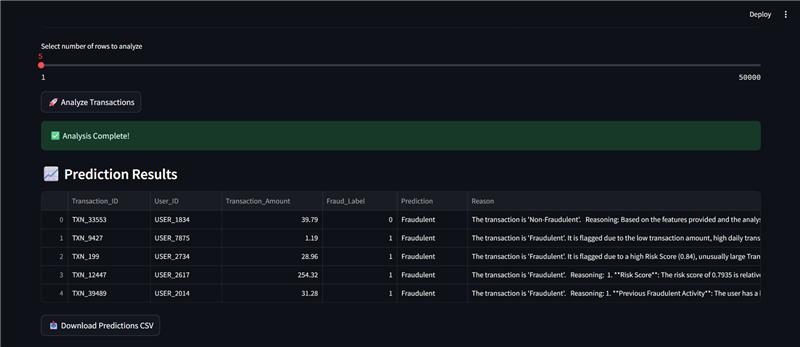 Deploy
Select number of rows to analyze
5
1 50000
🚀 Analyze Transactions
✅ Analysis Complete!
📈 Prediction Results
Transaction_ID User_ID Transaction_Amount Fraud_Label Prediction Reason
0 TXN_33553 USER_1834 39.79 0 Fraudulent The transaction is 'Non-Fraudulent'. Reasoning: Based on the features provided and the analys
1 TXN_9427 USER_7875 1.19 1 Fraudulent The transaction is 'Fraudulent'. It is flagged due to the low transaction amount, high daily trans
2 TXN_199 USER_2734 28.96 1 Fraudulent The transaction is 'Fraudulent'. It is flagged due to a high Risk Score (0.84), unusually large Tran
3 TXN_12447 USER_2617 254.32 1 Fraudulent The transaction is 'Fraudulent'. Reasoning: 1. **Risk Score**: The risk score of 0.7935 is relative
4 TXN_39489 USER_2014 31.28 1 Fraudulent The transaction is 'Fraudulent'. Reasoning: 1. **Previous Fraudulent Activity**: The user has a
Download Predictions CSV